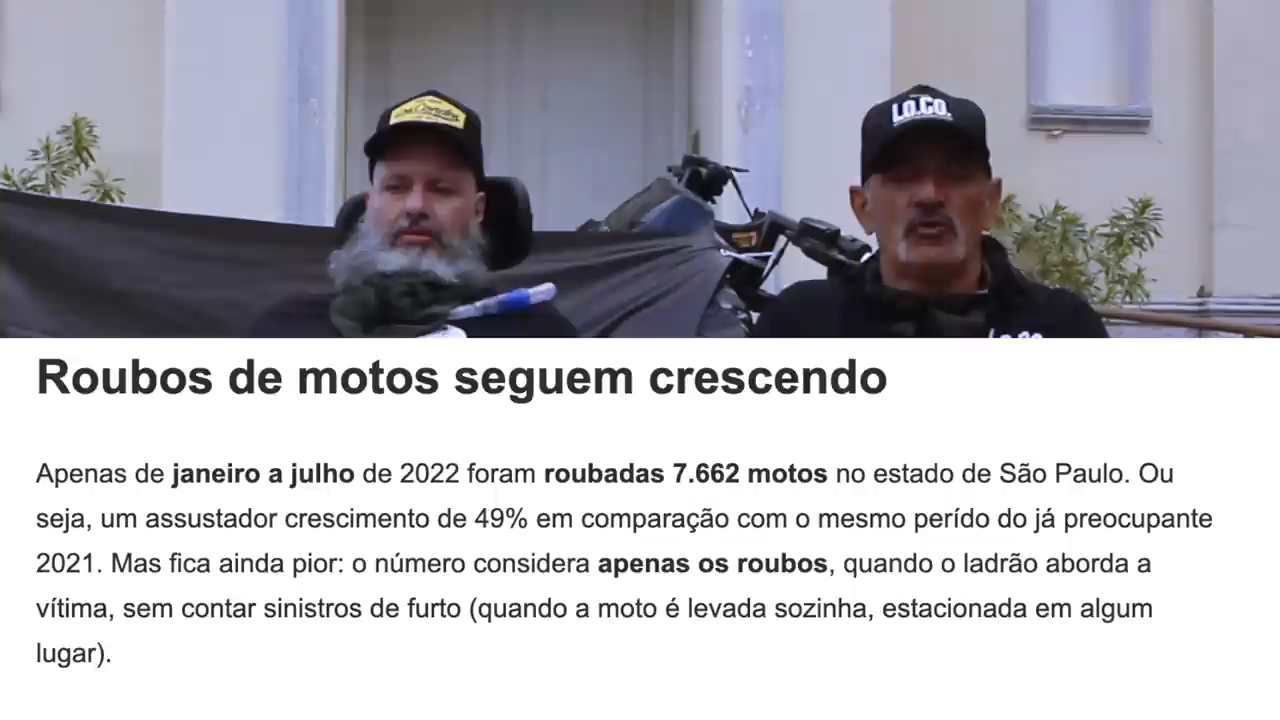 LO.CO.
Roubos de motos seguem crescendo
Apenas de janeiro a julho de 2022 foram roubadas 7.662 motos no estado de São Paulo. Ou
seja, um assustador crescimento de 49% em comparação com o mesmo perído do já preocupante
2021. Mas fica ainda pior: o número considera apenas os roubos, quando o ladrão aborda a
vítima, sem contar sinistros de furto (quando a moto é levada sozinha, estacionada em algum
lugar).